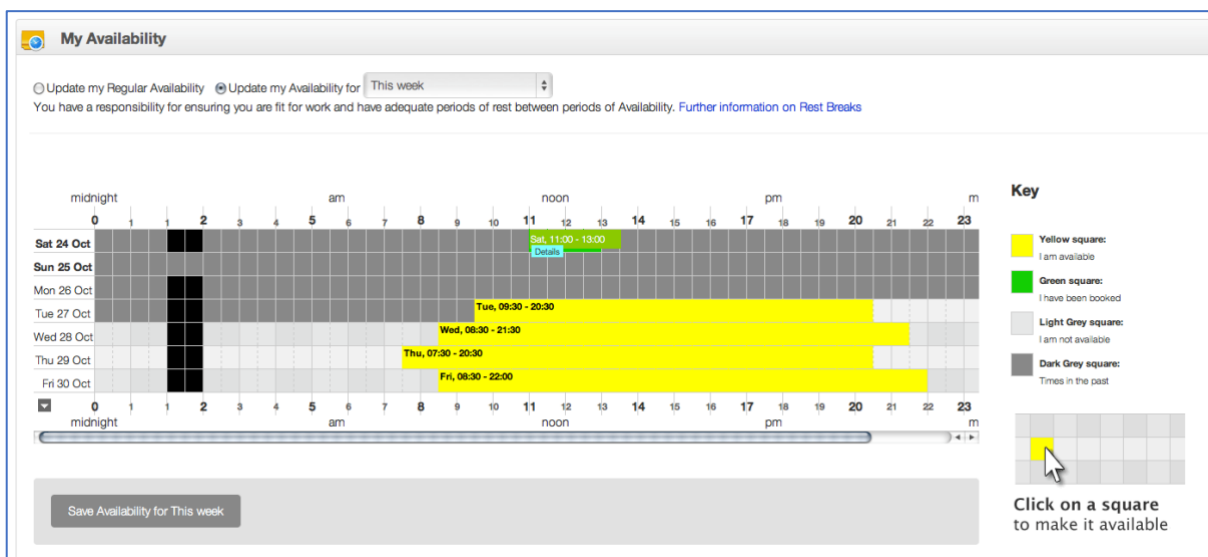 My Availability
Update my Regular Availability Update my Availability for This week
You have a responsibility for ensuring you are fit for work and have adequate periods of rest between periods of Availability. Further information on Rest Breaks
midnight am noon pm m
0 1 1 2 3 4 5 6 7 8 9 10 11 12 13 14 15 16 17 18 19 20 21 22 23
Sat 24 Oct Sat, 11:00 - 13:00
Details
Sun 25 Oct
Mon 26 Oct
Tue 27 Oct Tue, 09:30 - 20:30
Wed 28 Oct Wed, 08:30 - 21:30
Thu 29 Oct Thu, 07:30 - 20:30
Fri 30 Oct Fri, 08:30 - 22:00
0 1 1 2 3 4 5 6 7 8 9 10 11 12 13 14 15 16 17 18 19 20 21 22 23
midnight am noon pm m
Save Availability for This week
Key
Yellow square:
I am available
Green square:
I have been booked
Light Grey square:
I am not available
Dark Grey square:
Times in the past
Click on a square
to make it available